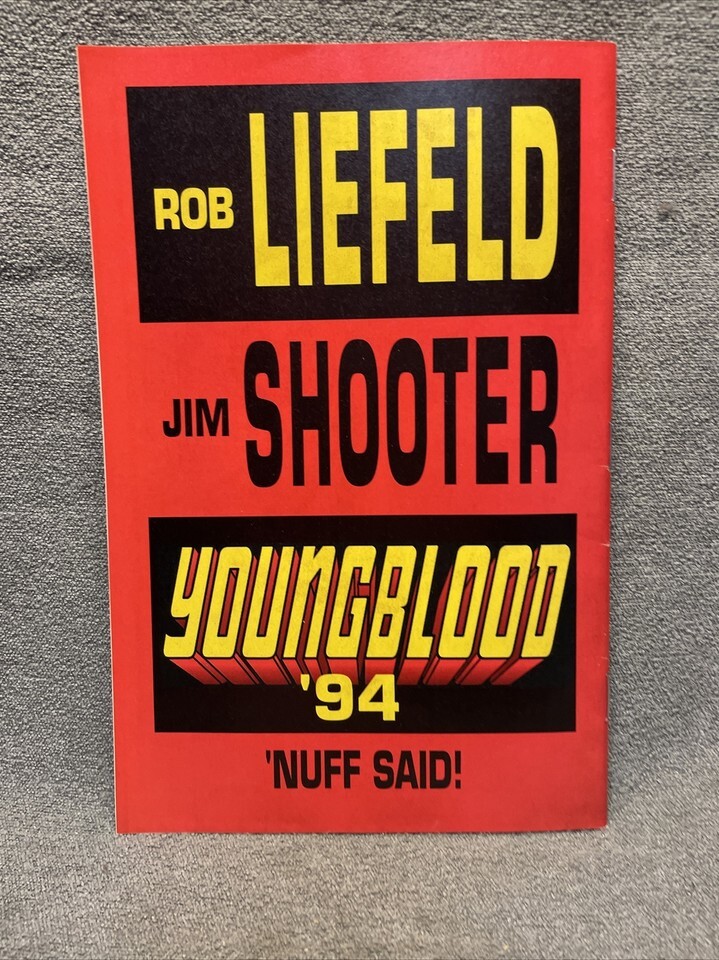 ROB LIEFELD
JIM SHOOTER
YOUNGBLOOD
'94
'NUFF SAID!